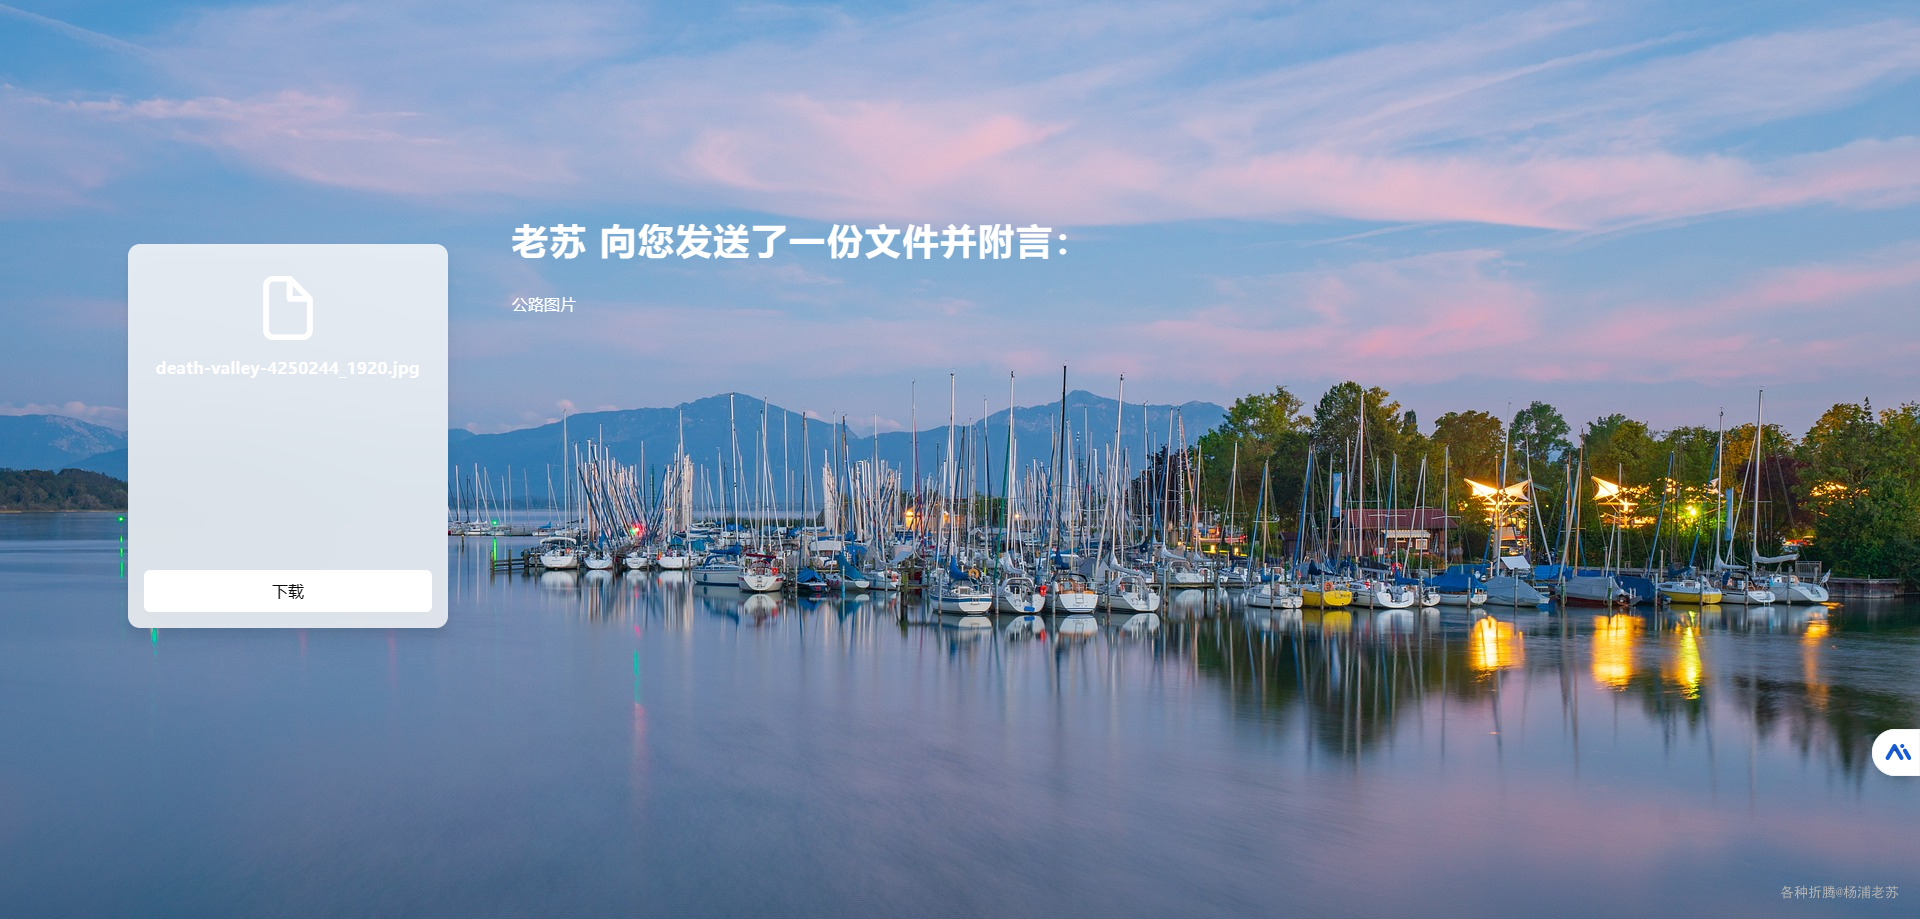 老苏 向您发送了一份文件并附言：
公路图片
death-valley-4250244_1920.jpg
下载
各种折腾@杨浦老苏